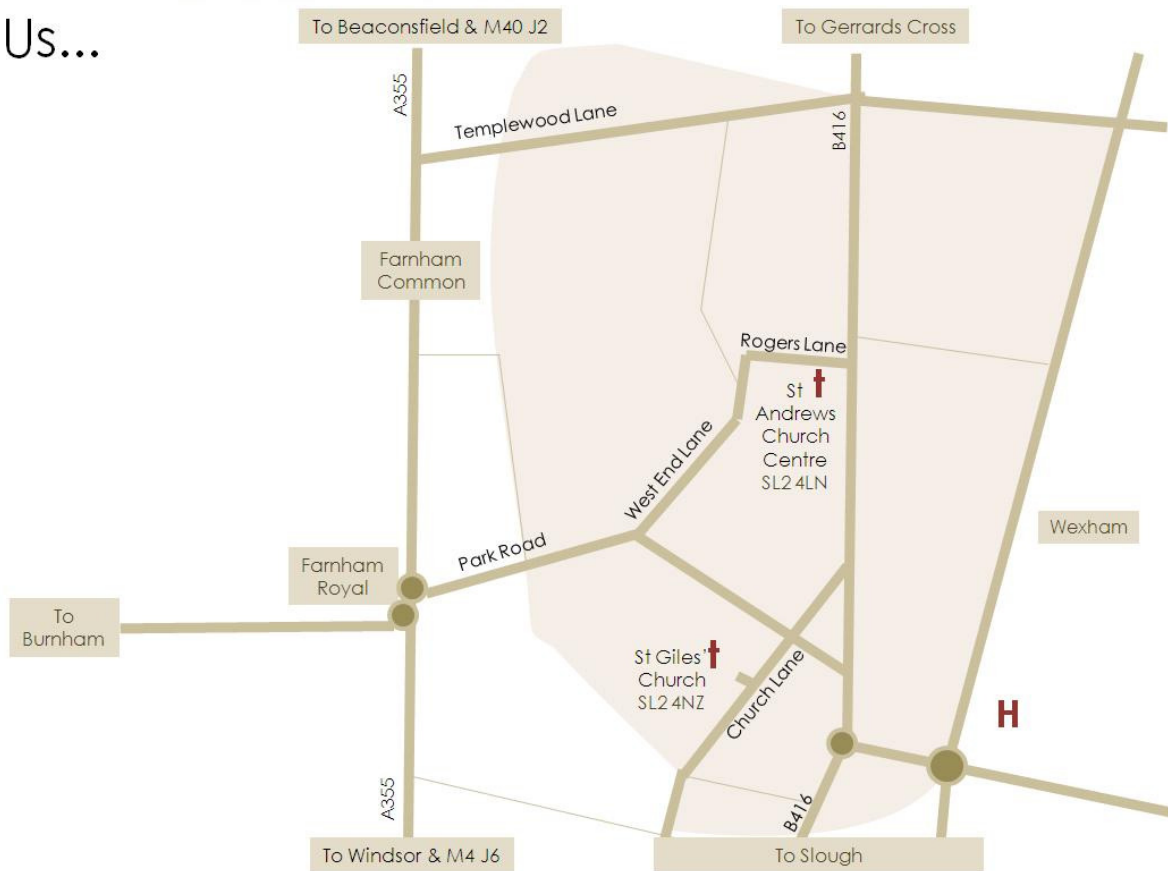 Us...
To Beaconsfield & M40 J2
To Gerrards Cross
A355
Templewood Lane
B416
Farnham
Common
Rogers Lane
St
Andrews
Church
Centre
SL2 4LN
West End Lane
Wexham
Park Road
Farnham
Royal
To
Burnham
St Giles'
Church
SL2 4NZ
Church Lane
H
A355
B416
To Windsor & M4 J6
To Slough